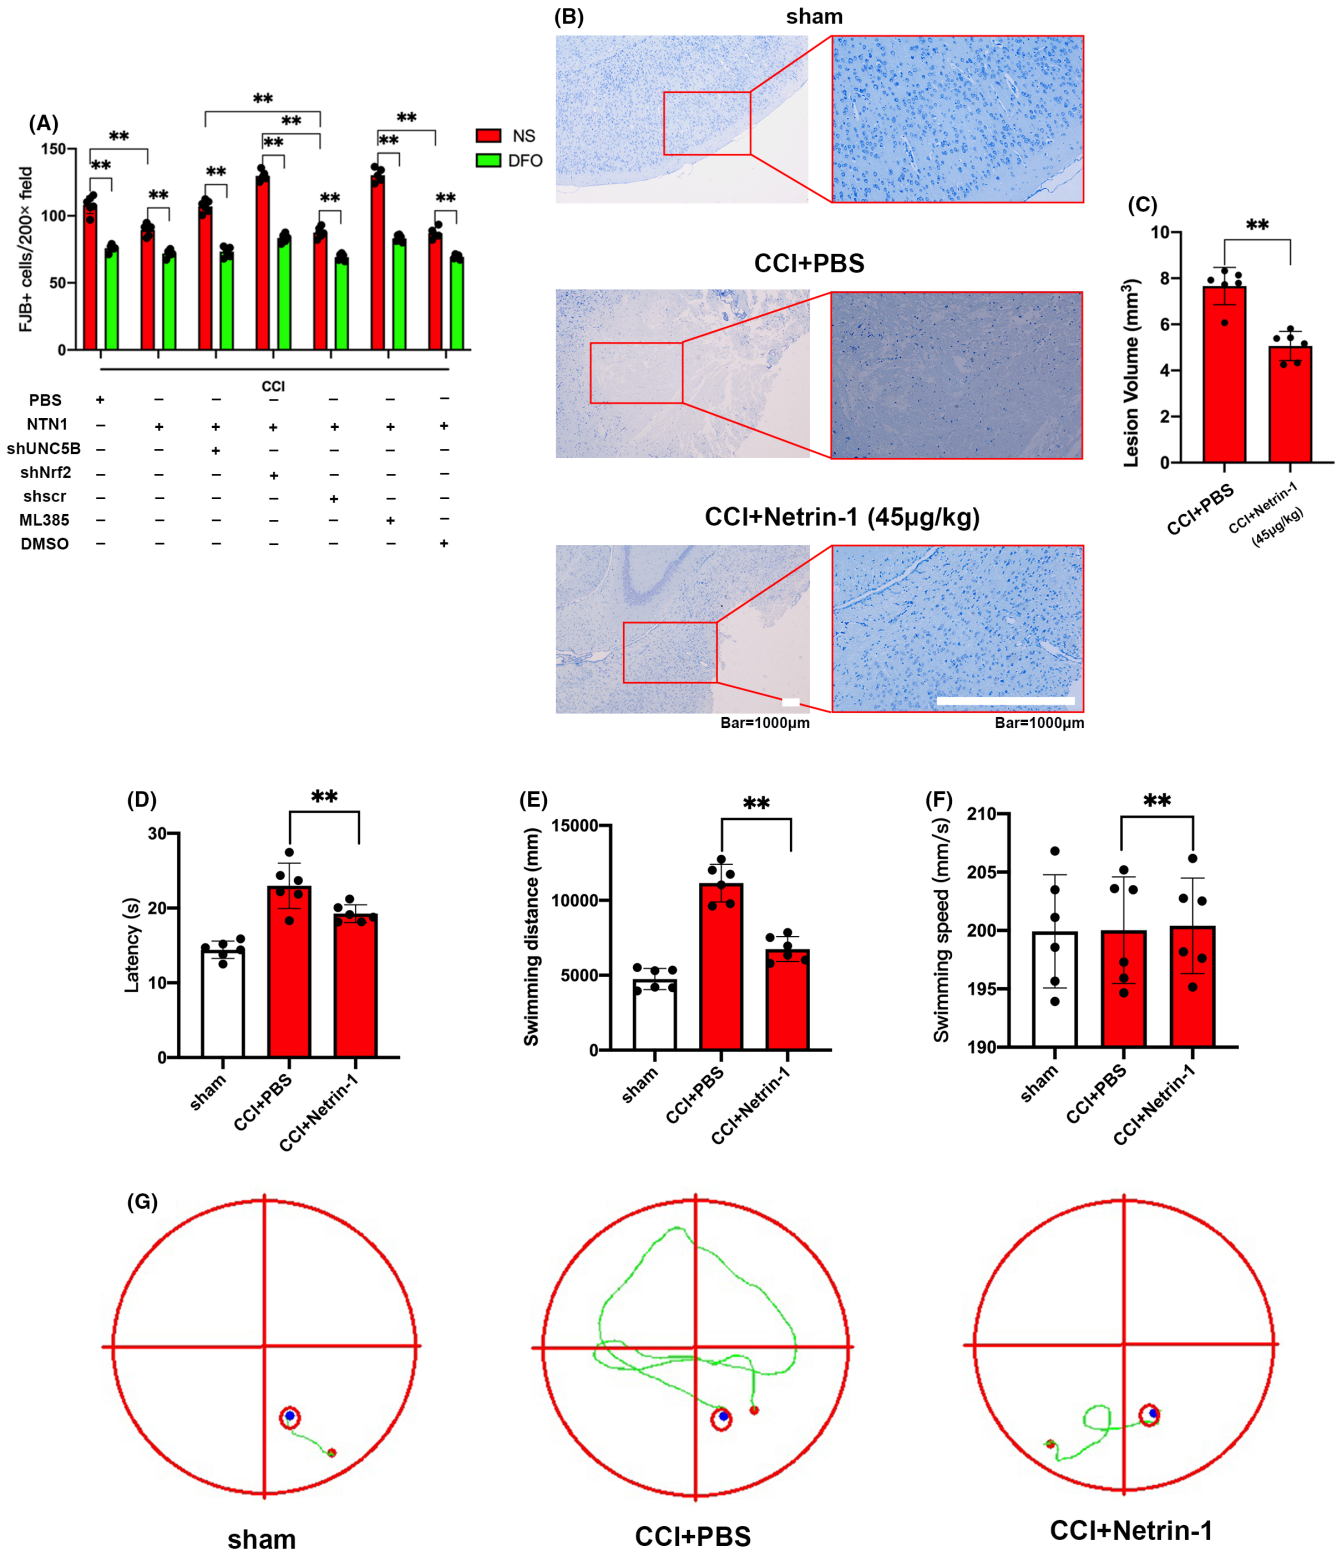 (A)
FJB+ cells/200× field
150
100
50
0
**
**
**
**
**
**
**
**
**
**
**
**
NS
DFO
CCI
PBS + − − − − − −
NTN1 − + + + + + +
shUNC5B − − + − − − −
shNrf2 − − − + − − −
shscr − − − − + − −
ML385 − − − − − + −
DMSO − − − − − − +
(B)
sham
CCI+PBS
CCI+Netrin-1 (45μg/kg)
Bar=1000μm
Bar=1000μm
(C)
Lesion Volume (mm³)
10
8
6
4
2
0
**
CCI+PBS
CCI+Netrin-1
(45μg/kg)
(D)
Latency (s)
30
20
10
0
**
sham
CCI+PBS
CCI+Netrin-1
(E)
Swimming distance (mm)
15000
10000
5000
0
**
sham
CCI+PBS
CCI+Netrin-1
(F)
Swimming speed (mm/s)
210
205
200
195
190
**
sham
CCI+PBS
CCI+Netrin-1
(G)
sham
CCI+PBS
CCI+Netrin-1